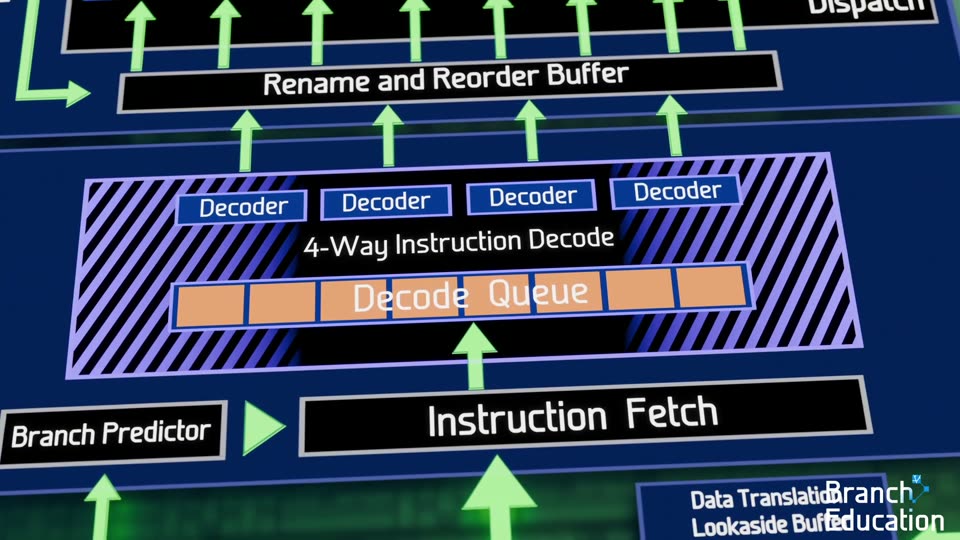 Dispatch
Rename and Reorder Buffer
Decoder Decoder Decoder Decoder
4-Way Instruction Decode
Decode Queue
Branch Predictor
Instruction Fetch
Data Translation
Lookaside Buffer
Branch
Education